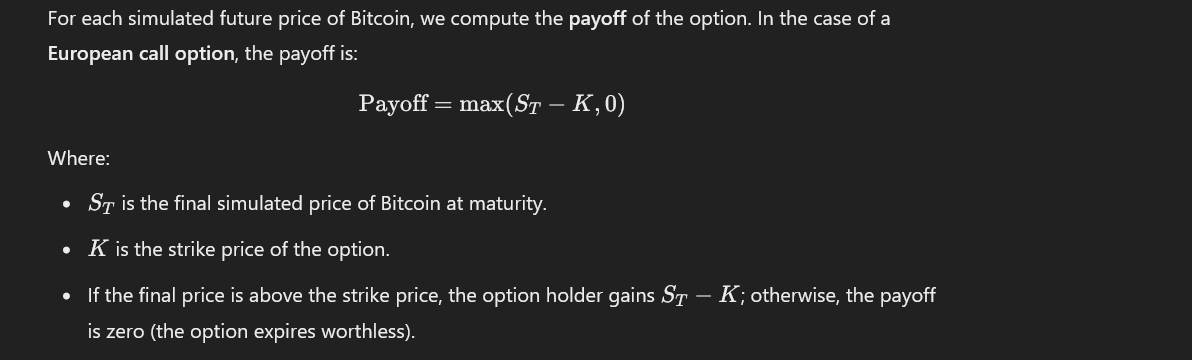 For each simulated future price of Bitcoin, we compute the payoff of the option. In the case of a
European call option, the payoff is:
Payoff = max(S_T − K, 0)
Where:
• S_T is the final simulated price of Bitcoin at maturity.
• K is the strike price of the option.
• If the final price is above the strike price, the option holder gains S_T − K; otherwise, the payoff
is zero (the option expires worthless).